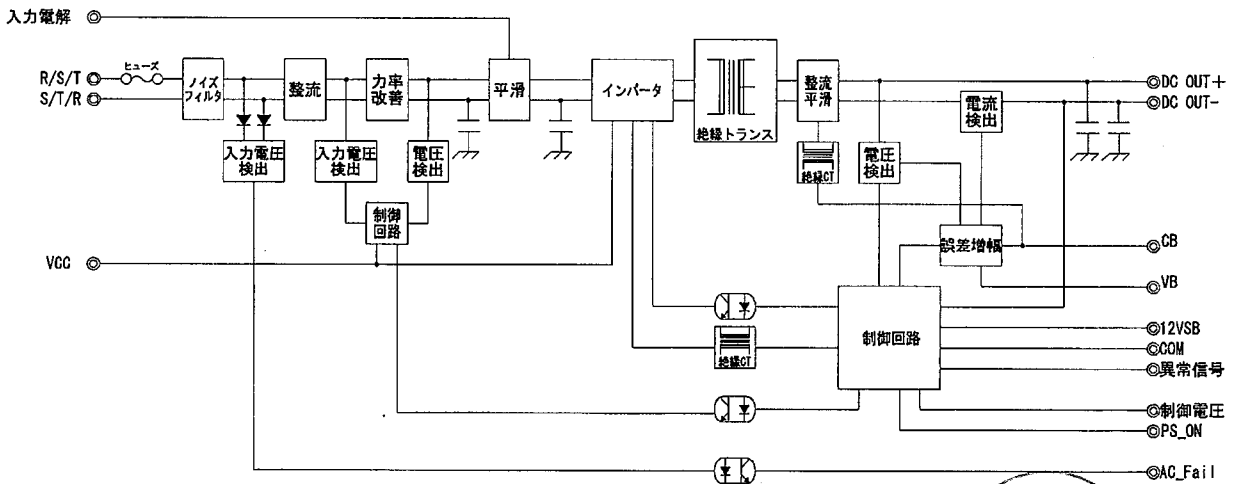 入力電解
R/S/T
S/T/R
ヒューズ
ノイズ
フィルタ
整流
力率
改善
平滑
インバータ
絶縁トランス
整流
平滑
DC OUT+
DC OUT-
電流
検出
入力電圧
検出
入力電圧
検出
電圧
検出
絶縁CT
電圧
検出
制御
回路
誤差増幅
CB
VCC
VB
制御回路
12VSB
COM
異常信号
絶縁CT
制御電圧
PS_ON
AC_Fail